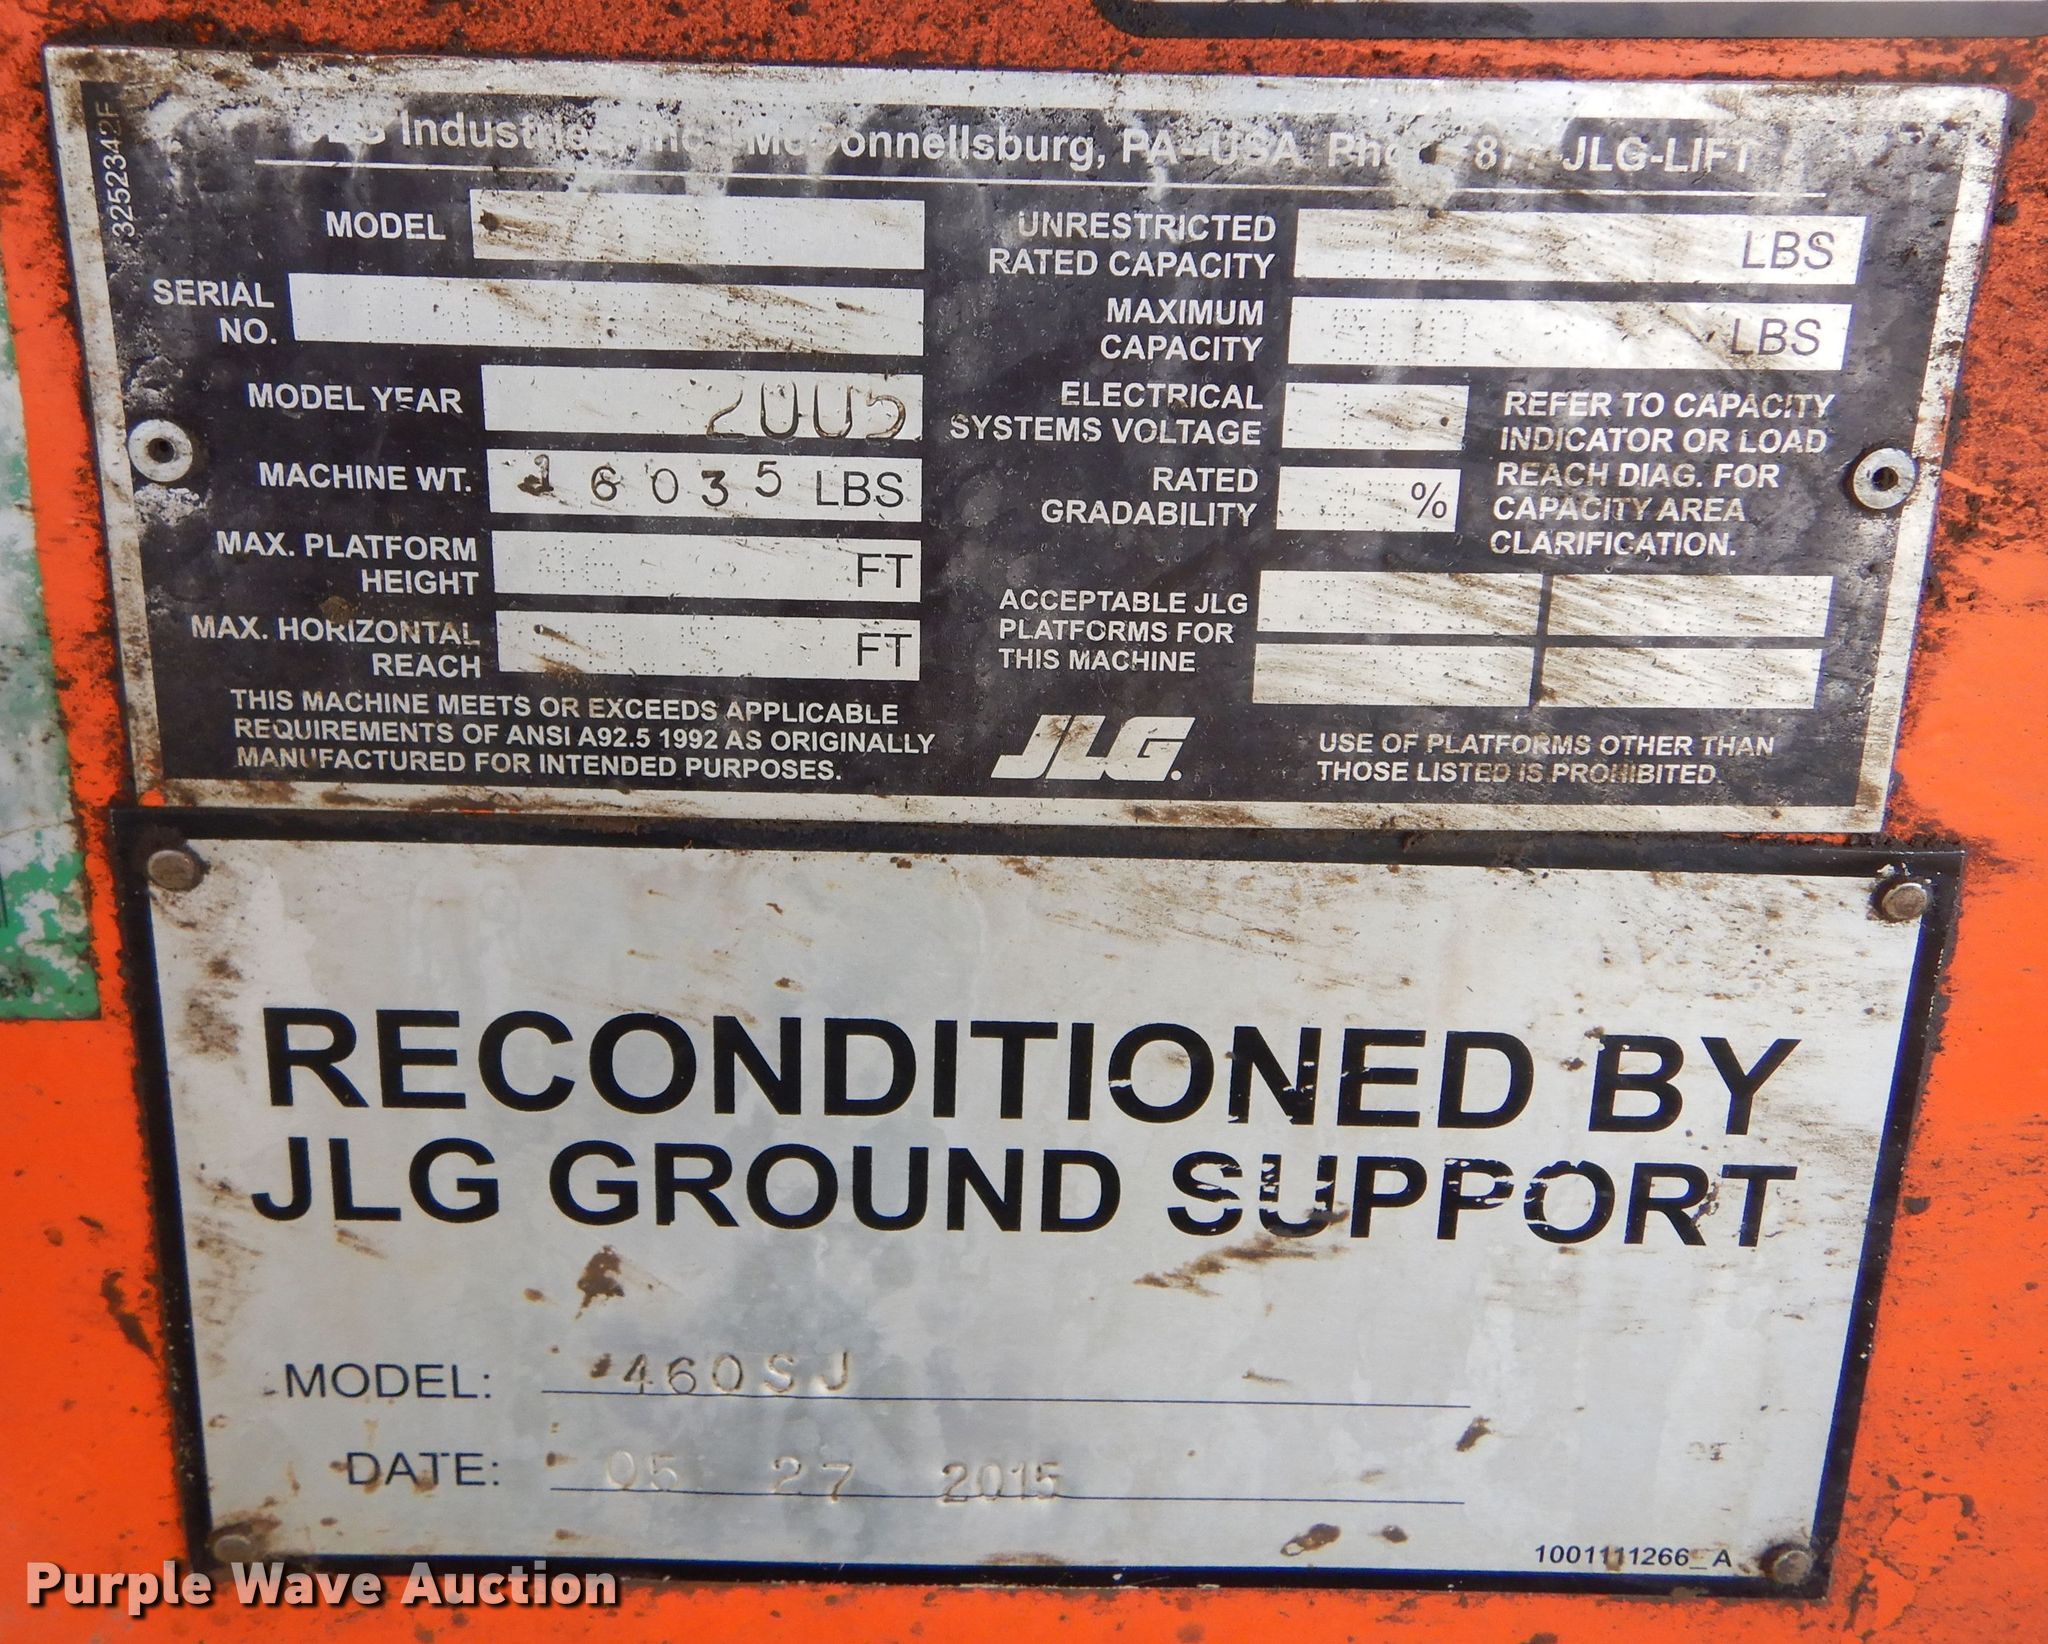 3252342F
Industries, Inc. McConnellsburg, PA-USA JLG-LIFT
MODEL
SERIAL
NO.
MODEL YEAR 2005
MACHINE WT. 16035 LBS
MAX. PLATFORM
HEIGHT FT
MAX. HORIZONTAL
REACH FT
THIS MACHINE MEETS OR EXCEEDS APPLICABLE
REQUIREMENTS OF ANSI A92.5 1992 AS ORIGINALLY
MANUFACTURED FOR INTENDED PURPOSES.
UNRESTRICTED
RATED CAPACITY LBS
MAXIMUM
CAPACITY LBS
ELECTRICAL
SYSTEMS VOLTAGE
RATED
GRADABILITY %
REFER TO CAPACITY
INDICATOR OR LOAD
REACH DIAG. FOR
CAPACITY AREA
CLARIFICATION.
ACCEPTABLE JLG
PLATFORMS FOR
THIS MACHINE
JLG.
USE OF PLATFORMS OTHER THAN
THOSE LISTED IS PROHIBITED.
RECONDITIONED BY
JLG GROUND SUPPORT
MODEL: 460SJ
DATE: 05 27 2015
1001111266_A
Purple Wave Auction